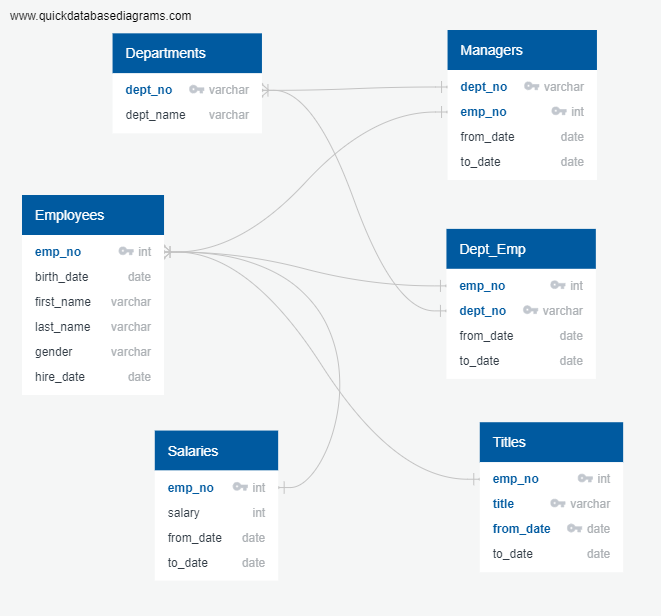 www.quickdatabasediagrams.com
Departments
dept_no varchar
dept_name varchar
Managers
dept_no varchar
emp_no int
from_date date
to_date date
Employees
emp_no int
birth_date date
first_name varchar
last_name varchar
gender varchar
hire_date date
Dept_Emp
emp_no int
dept_no varchar
from_date date
to_date date
Salaries
emp_no int
salary int
from_date date
to_date date
Titles
emp_no int
title varchar
from_date date
to_date date